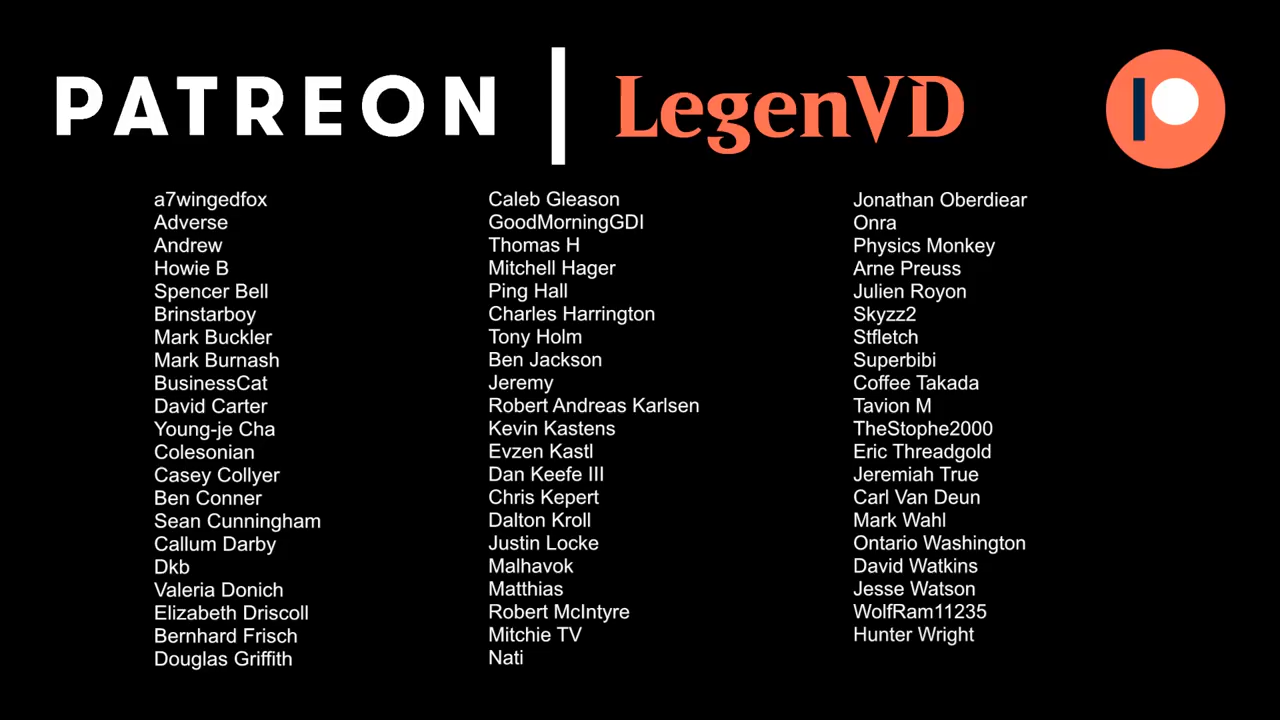 PATREON | LegenVD
a7wingedfox
Adverse
Andrew
Howie B
Spencer Bell
Brinstarboy
Mark Buckler
Mark Burnash
BusinessCat
David Carter
Young-je Cha
Colesonian
Casey Collyer
Ben Conner
Sean Cunningham
Callum Darby
Dkb
Valeria Donich
Elizabeth Driscoll
Bernhard Frisch
Douglas Griffith
Caleb Gleason
GoodMorningGDI
Thomas H
Mitchell Hager
Ping Hall
Charles Harrington
Tony Holm
Ben Jackson
Jeremy
Robert Andreas Karlsen
Kevin Kastens
Evzen Kastl
Dan Keefe III
Chris Kepert
Dalton Kroll
Justin Locke
Malhavok
Matthias
Robert McIntyre
Mitchie TV
Nati
Jonathan Oberdiear
Onra
Physics Monkey
Arne Preuss
Julien Royon
Skyzz2
Stfletch
Superbibi
Coffee Takada
Tavion M
TheStophe2000
Eric Threadgold
Jeremiah True
Carl Van Deun
Mark Wahl
Ontario Washington
David Watkins
Jesse Watson
WolfRam11235
Hunter Wright